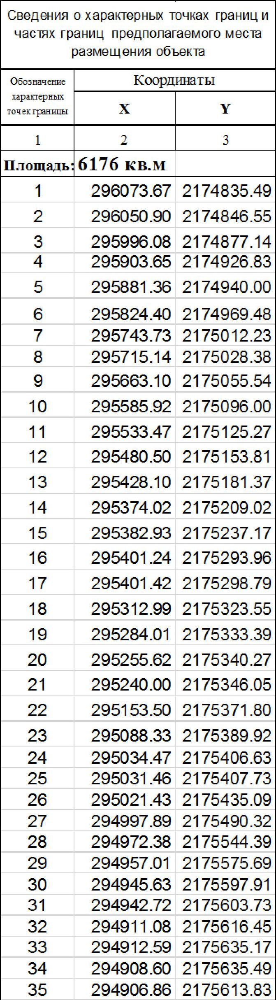 Сведения о характерных точках границ и
частях границ предполагаемого места
размещения объекта
Обозначение
характерных
точек границы
Координаты
X Y
1 2 3
Площадь: 6176 кв.м
1 296073.67 2174835.49
2 296050.90 2174846.55
3 295996.08 2174877.14
4 295903.65 2174926.83
5 295881.36 2174940.00
6 295824.40 2174969.48
7 295743.73 2175012.23
8 295715.14 2175028.38
9 295663.10 2175055.54
10 295585.92 2175096.00
11 295533.47 2175125.27
12 295480.50 2175153.81
13 295428.10 2175181.37
14 295374.02 2175209.02
15 295382.93 2175237.17
16 295401.24 2175293.96
17 295401.42 2175298.79
18 295312.99 2175323.55
19 295284.01 2175333.39
20 295255.62 2175340.27
21 295240.00 2175346.05
22 295153.50 2175371.80
23 295088.33 2175389.92
24 295034.47 2175406.63
25 295031.46 2175407.73
26 295021.43 2175435.09
27 294997.89 2175490.32
28 294972.38 2175544.39
29 294957.01 2175575.69
30 294945.63 2175597.91
31 294942.72 2175603.73
32 294911.08 2175616.45
33 294912.59 2175635.17
34 294908.60 2175635.49
35 294906.86 2175613.83